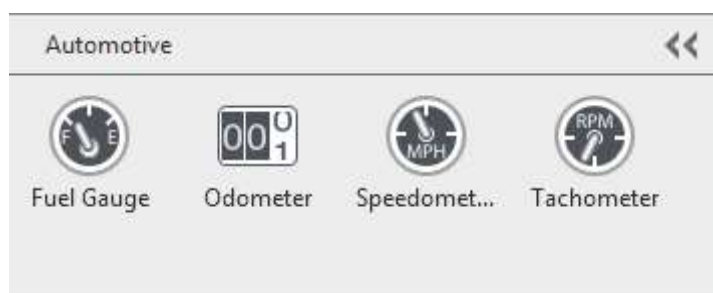 Automotive
F E
00 0
1
MPH
RPM
Fuel Gauge Odometer Speedomet... Tachometer